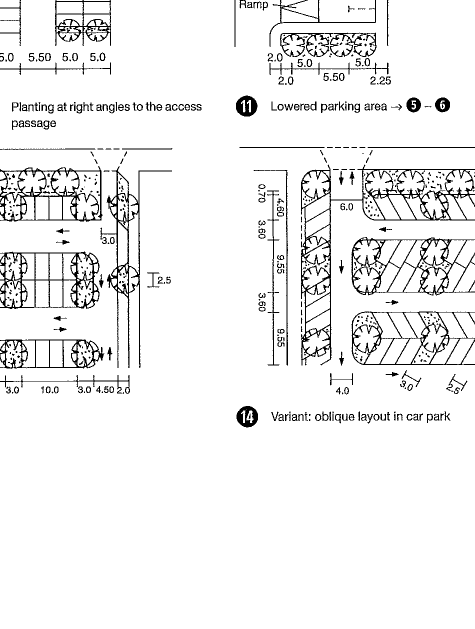 Ramp
5.0 5.50 5.0 5.0
2.0 5.0 5.0
2.0 5.50 2.25
Planting at right angles to the access
passage
11 Lowered parking area → 5 – 6
0.70
4.60
3.60
9.55
3.60
9.55
6.0
3.0
2.5
3.0 10.0 3.0 4.50 2.0
4.0 3.0 2.5
14 Variant: oblique layout in car park